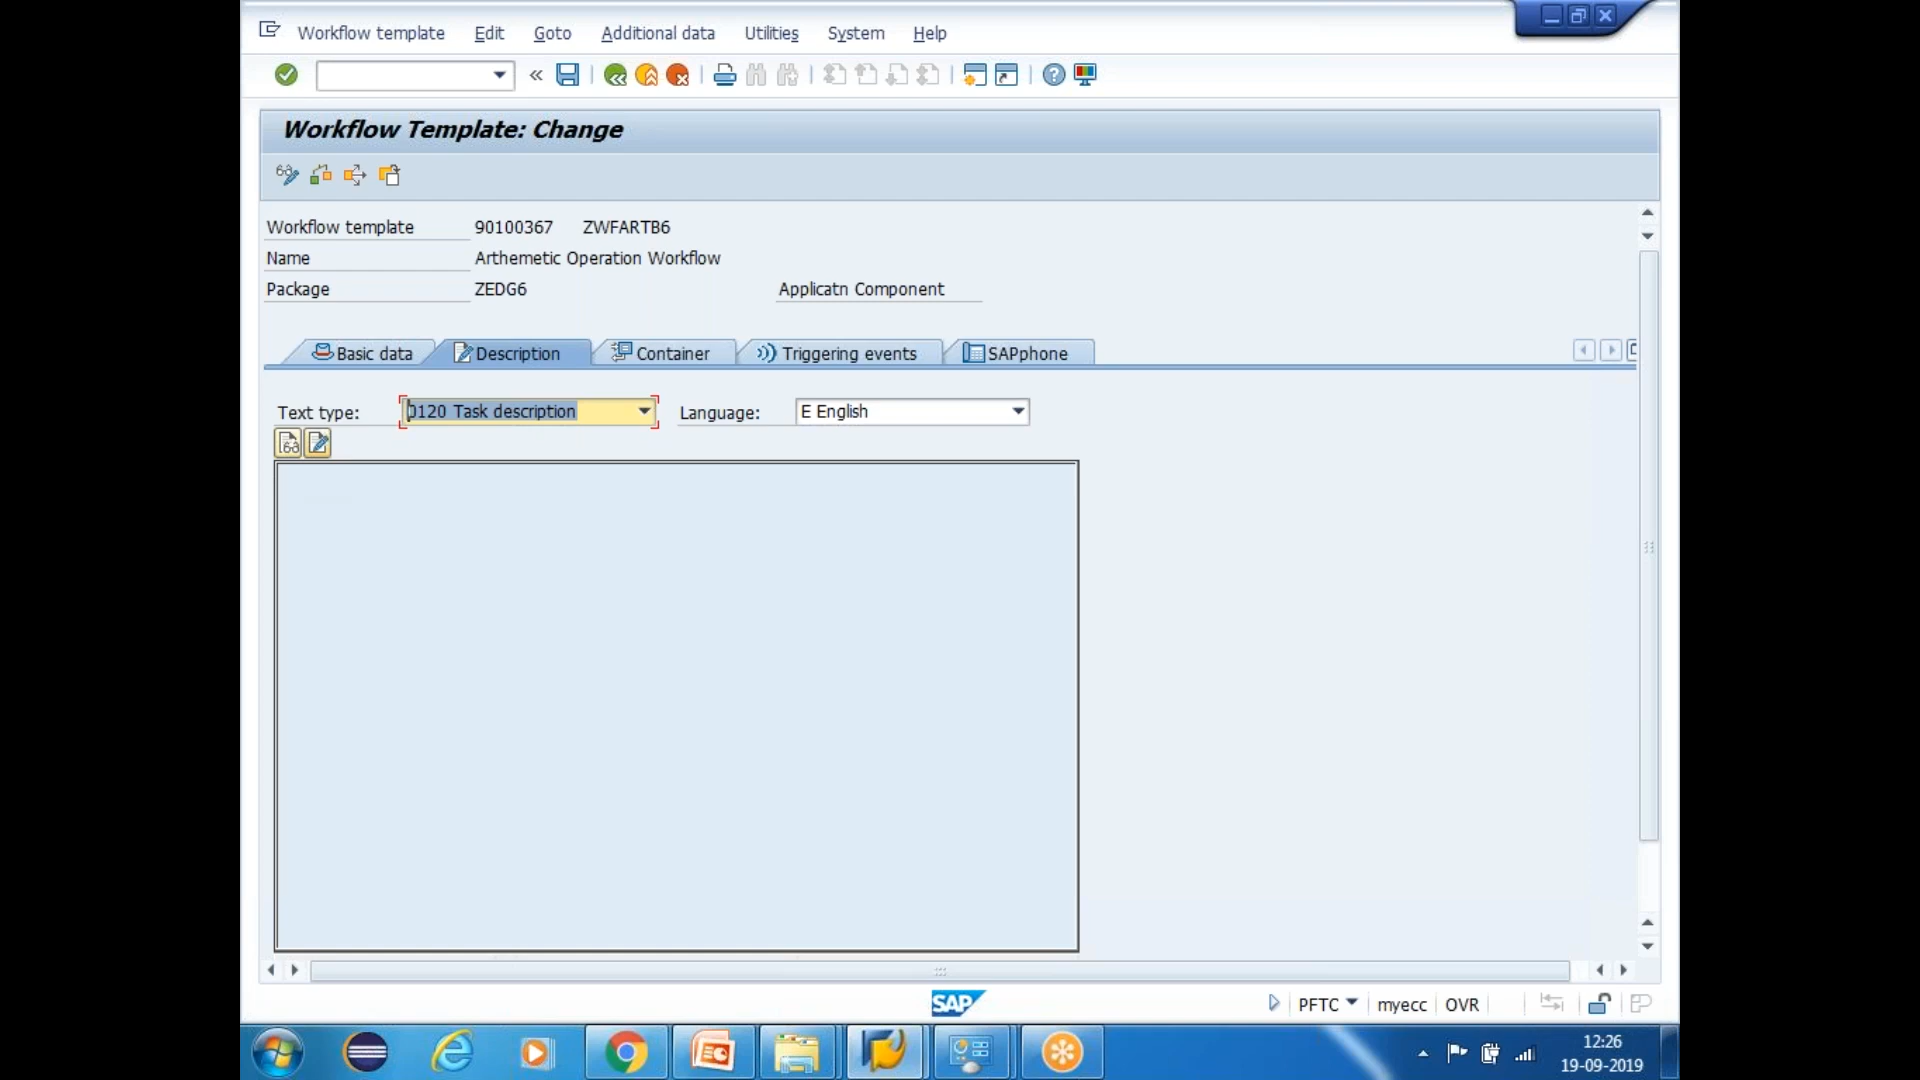 Workflow template Edit Goto Additional data Utilities System Help
Workflow Template: Change
Workflow template 90100367 ZWFARTB6
Name Arthemetic Operation Workflow
Package ZEDG6 Applicatn Component
Basic data Description Container Triggering events SAPphone
Text type: 0120 Task description Language: E English
SAP PFTC myecc OVR
12:26
19-09-2019